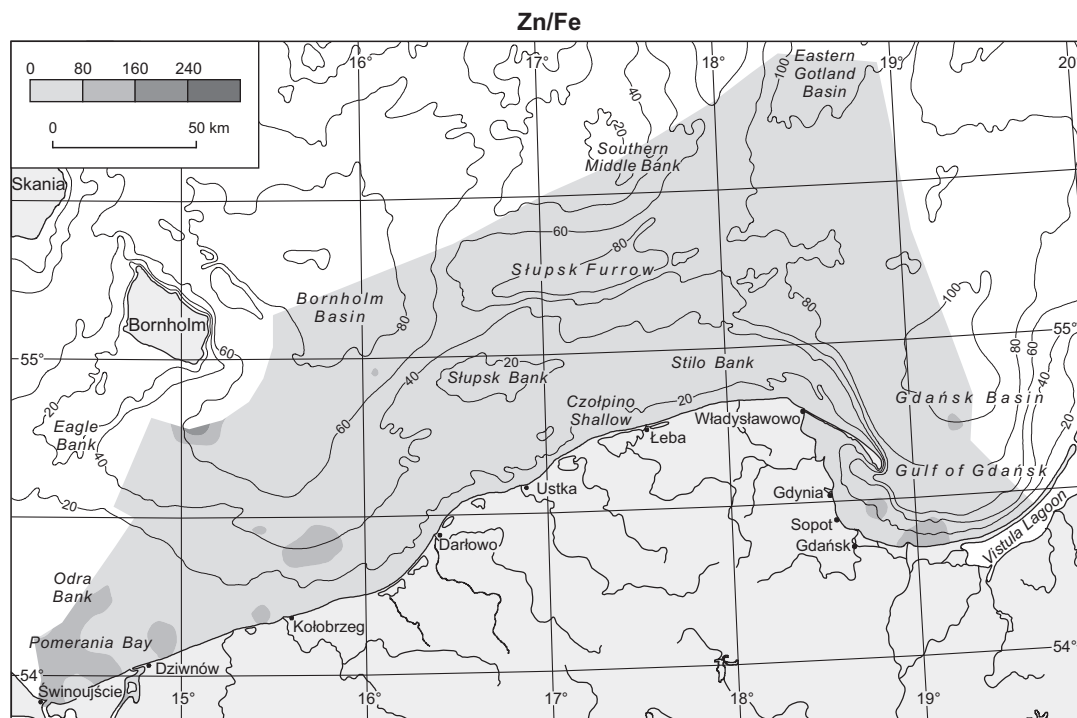 Zn/Fe
0 80 160 240
0 50 km
16° 17° 18° 19° 20
Skania
Eastern
Gotland
Basin
100
40
20
Southern
Middle Bank
60
80
Słupsk Furrow
Bornholm
Basin
80
80
100
Bornholm
60
55° 55°
80
60
40
20
Słupsk Bank
Stilo Bank
40
20
Eagle
Bank
60
Czołpino
Shallow
20
Gdańsk Basin
20
Władysławowo
Łeba
40
Gulf of Gdańsk
20
Ustka
Gdynia
Sopot
Gdańsk
Vistula Lagoon
Darłowo
Odra
Bank
Kołobrzeg
Pomerania Bay
Dziwnów
54° 54°
Świnoujście
15° 16° 17° 18° 19°